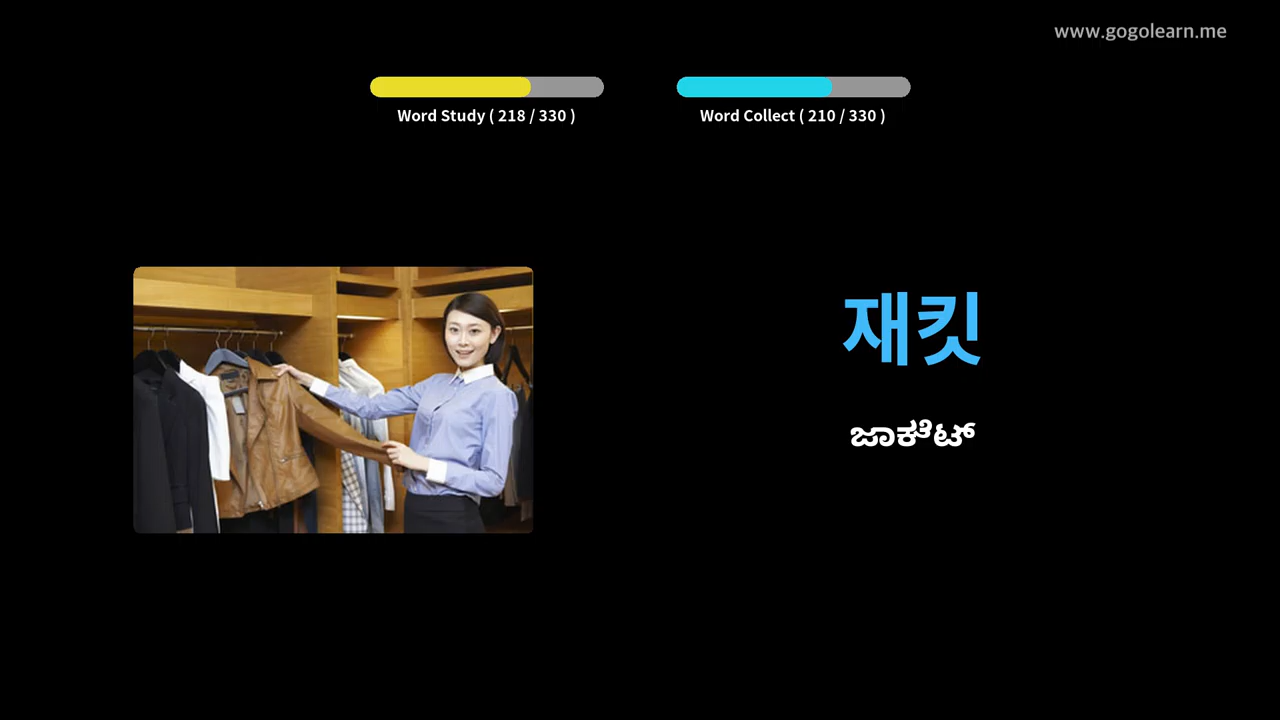 www.gogolearn.me
Word Study ( 218 / 330 )
Word Collect ( 210 / 330 )
재킷
ಜಾಕೆಟ್